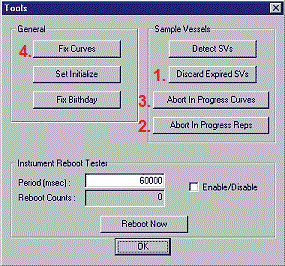 Tools
General
4. Fix Curves
Set Initialize
Fix Birthday
Sample Vessels
Detect SVs
1. Discard Expired SVs
3. Abort In Progress Curves
2. Abort In Progress Reps
Instrument Reboot Tester
Period (msec) : 60000
Reboot Counts : 0
Enable/Disable
Reboot Now
OK